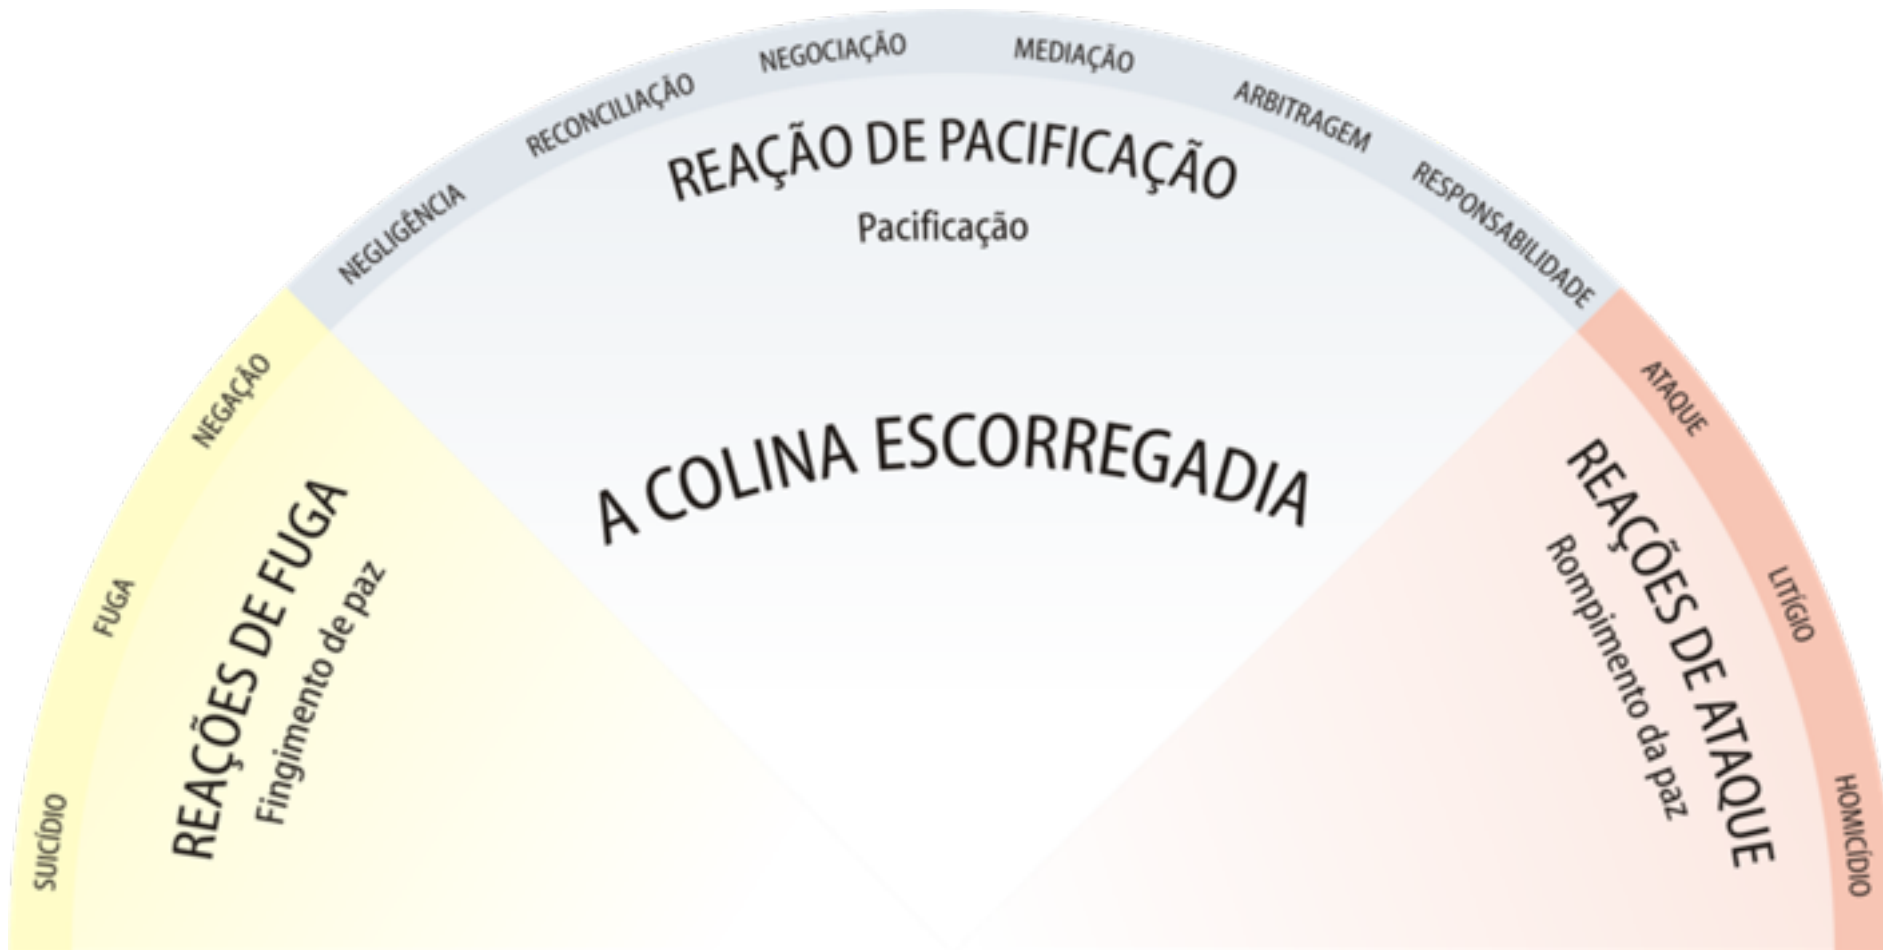 NEGOCIAÇÃO
MEDIAÇÃO
RECONCILIAÇÃO
ARBITRAGEM
NEGLIGÊNCIA
RESPONSABILIDADE
REAÇÃO DE PACIFICAÇÃO
Pacificação
A COLINA ESCORREGADIA
NEGAÇÃO
FUGA
SUICÍDIO
REAÇÕES DE FUGA
Fingimento de paz
ATAQUE
LITÍGIO
HOMICÍDIO
REAÇÕES DE ATAQUE
Rompimento da paz